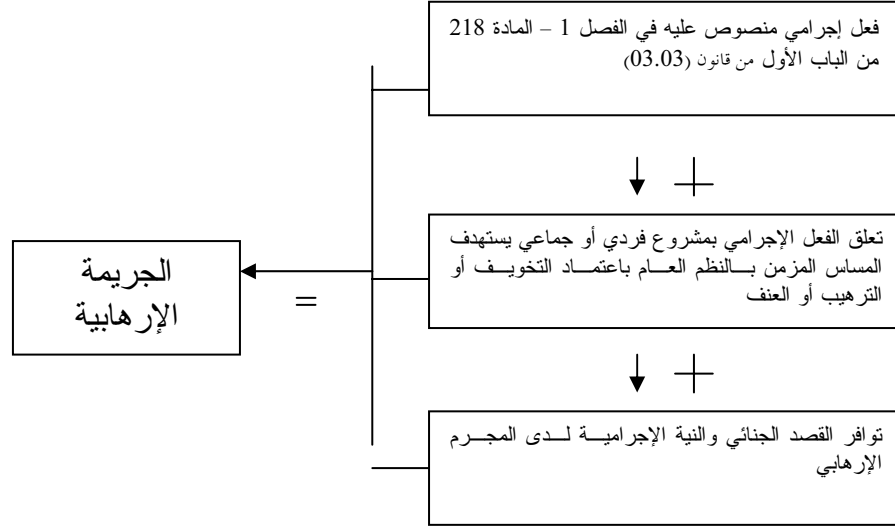 فعل إجرامي منصوص عليه في الفصل 1 – المادة 218
من الباب الأول من قانون (03.03)
+
تعلق الفعل الإجرامي بمشروع فردي أو جماعي يستهدف
المساس المزمن بالنظم العام باعتماد التخويف أو
الترهيب أو العنف
+
توافر القصد الجنائي والنية الإجرامية لدى المجرم
الإرهابي
=
الجريمة
الإرهابية